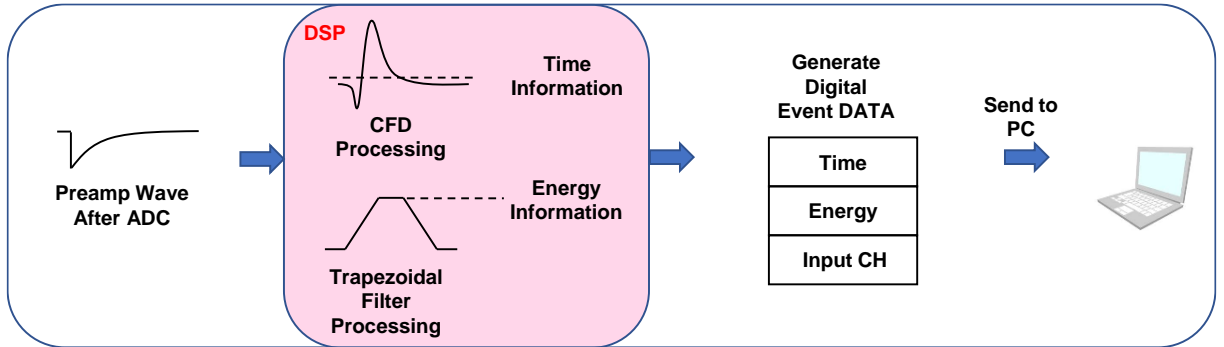 Preamp Wave
After ADC
DSP
CFD
Processing
Time
Information
Trapezoidal
Filter
Processing
Energy
Information
Generate
Digital
Event DATA
Time
Energy
Input CH
Send to
PC